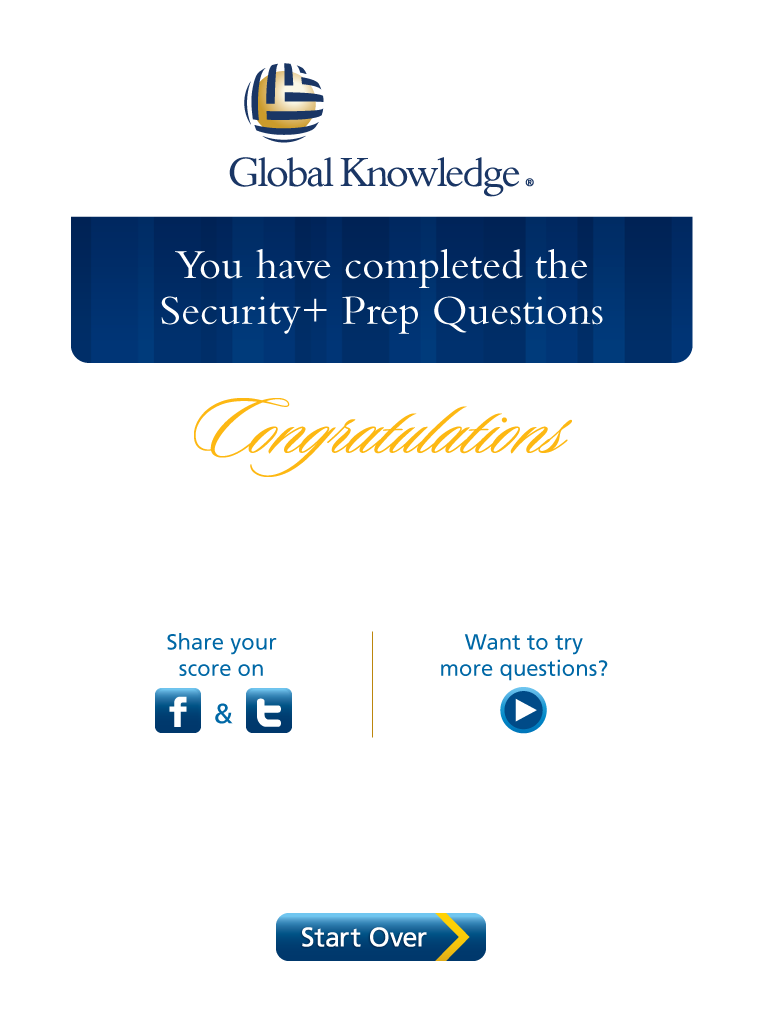 Global Knowledge ®
You have completed the
Security+ Prep Questions
Congratulations
Share your
score on
f & t
Want to try
more questions?
Start Over